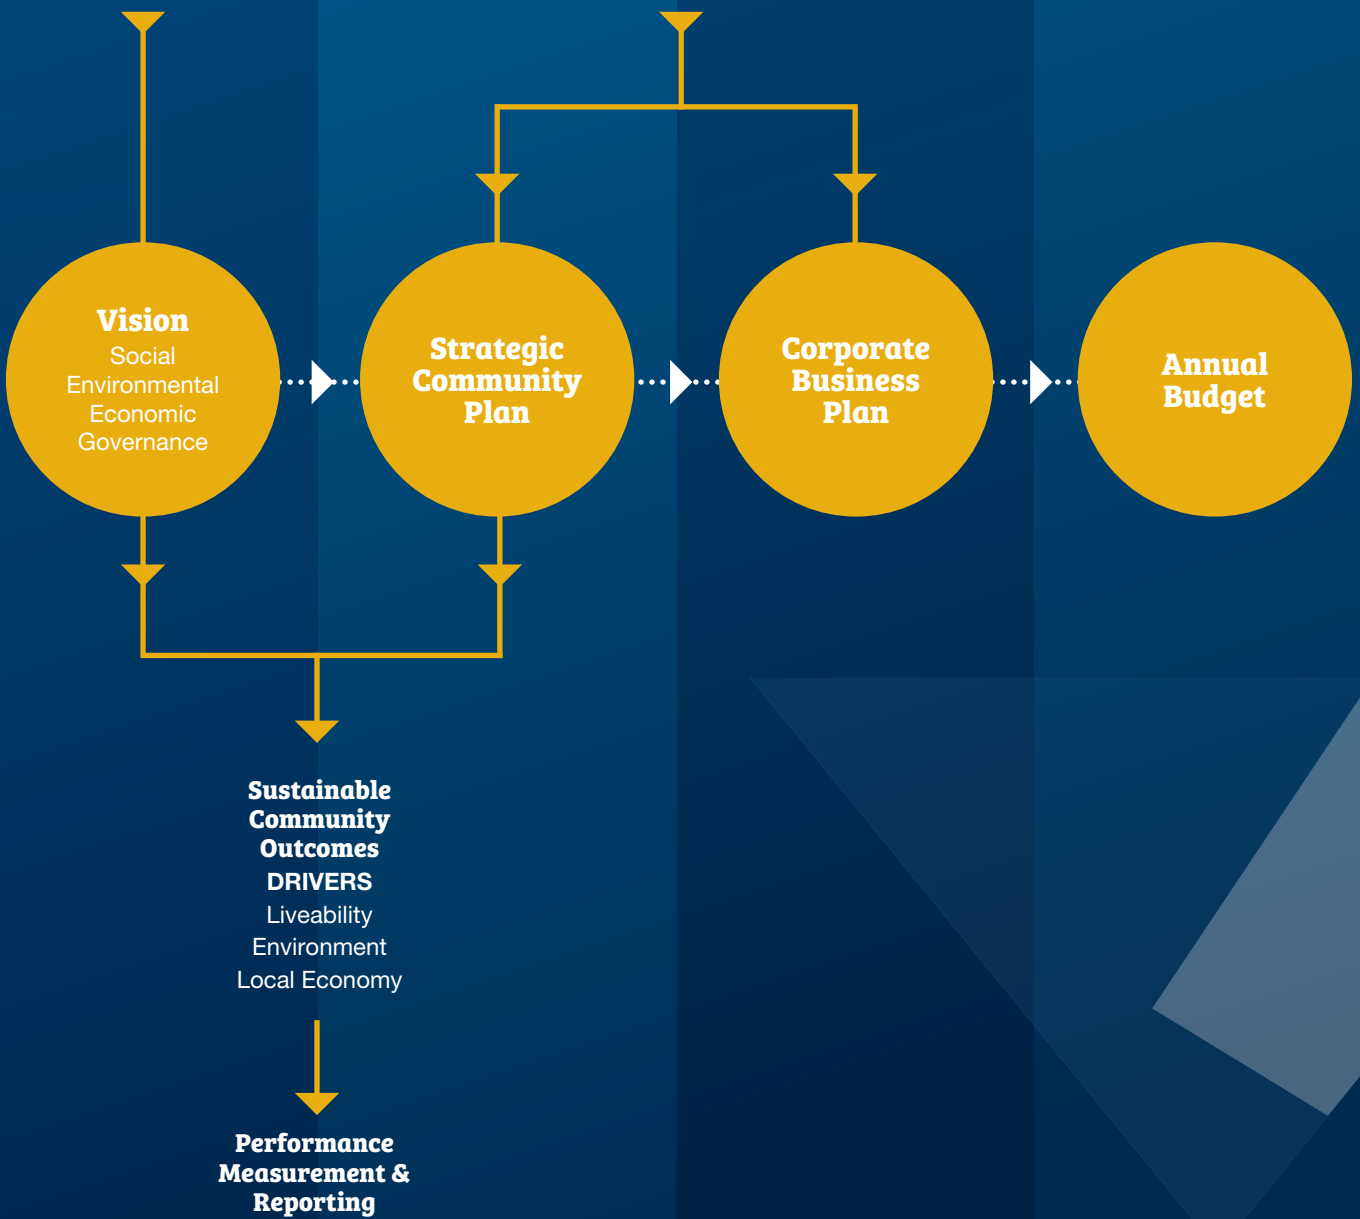 Vision
Social
Environmental
Economic
Governance
Strategic
Community
Plan
Corporate
Business
Plan
Annual
Budget
Sustainable
Community
Outcomes
DRIVERS
Liveability
Environment
Local Economy
Performance
Measurement &
Reporting